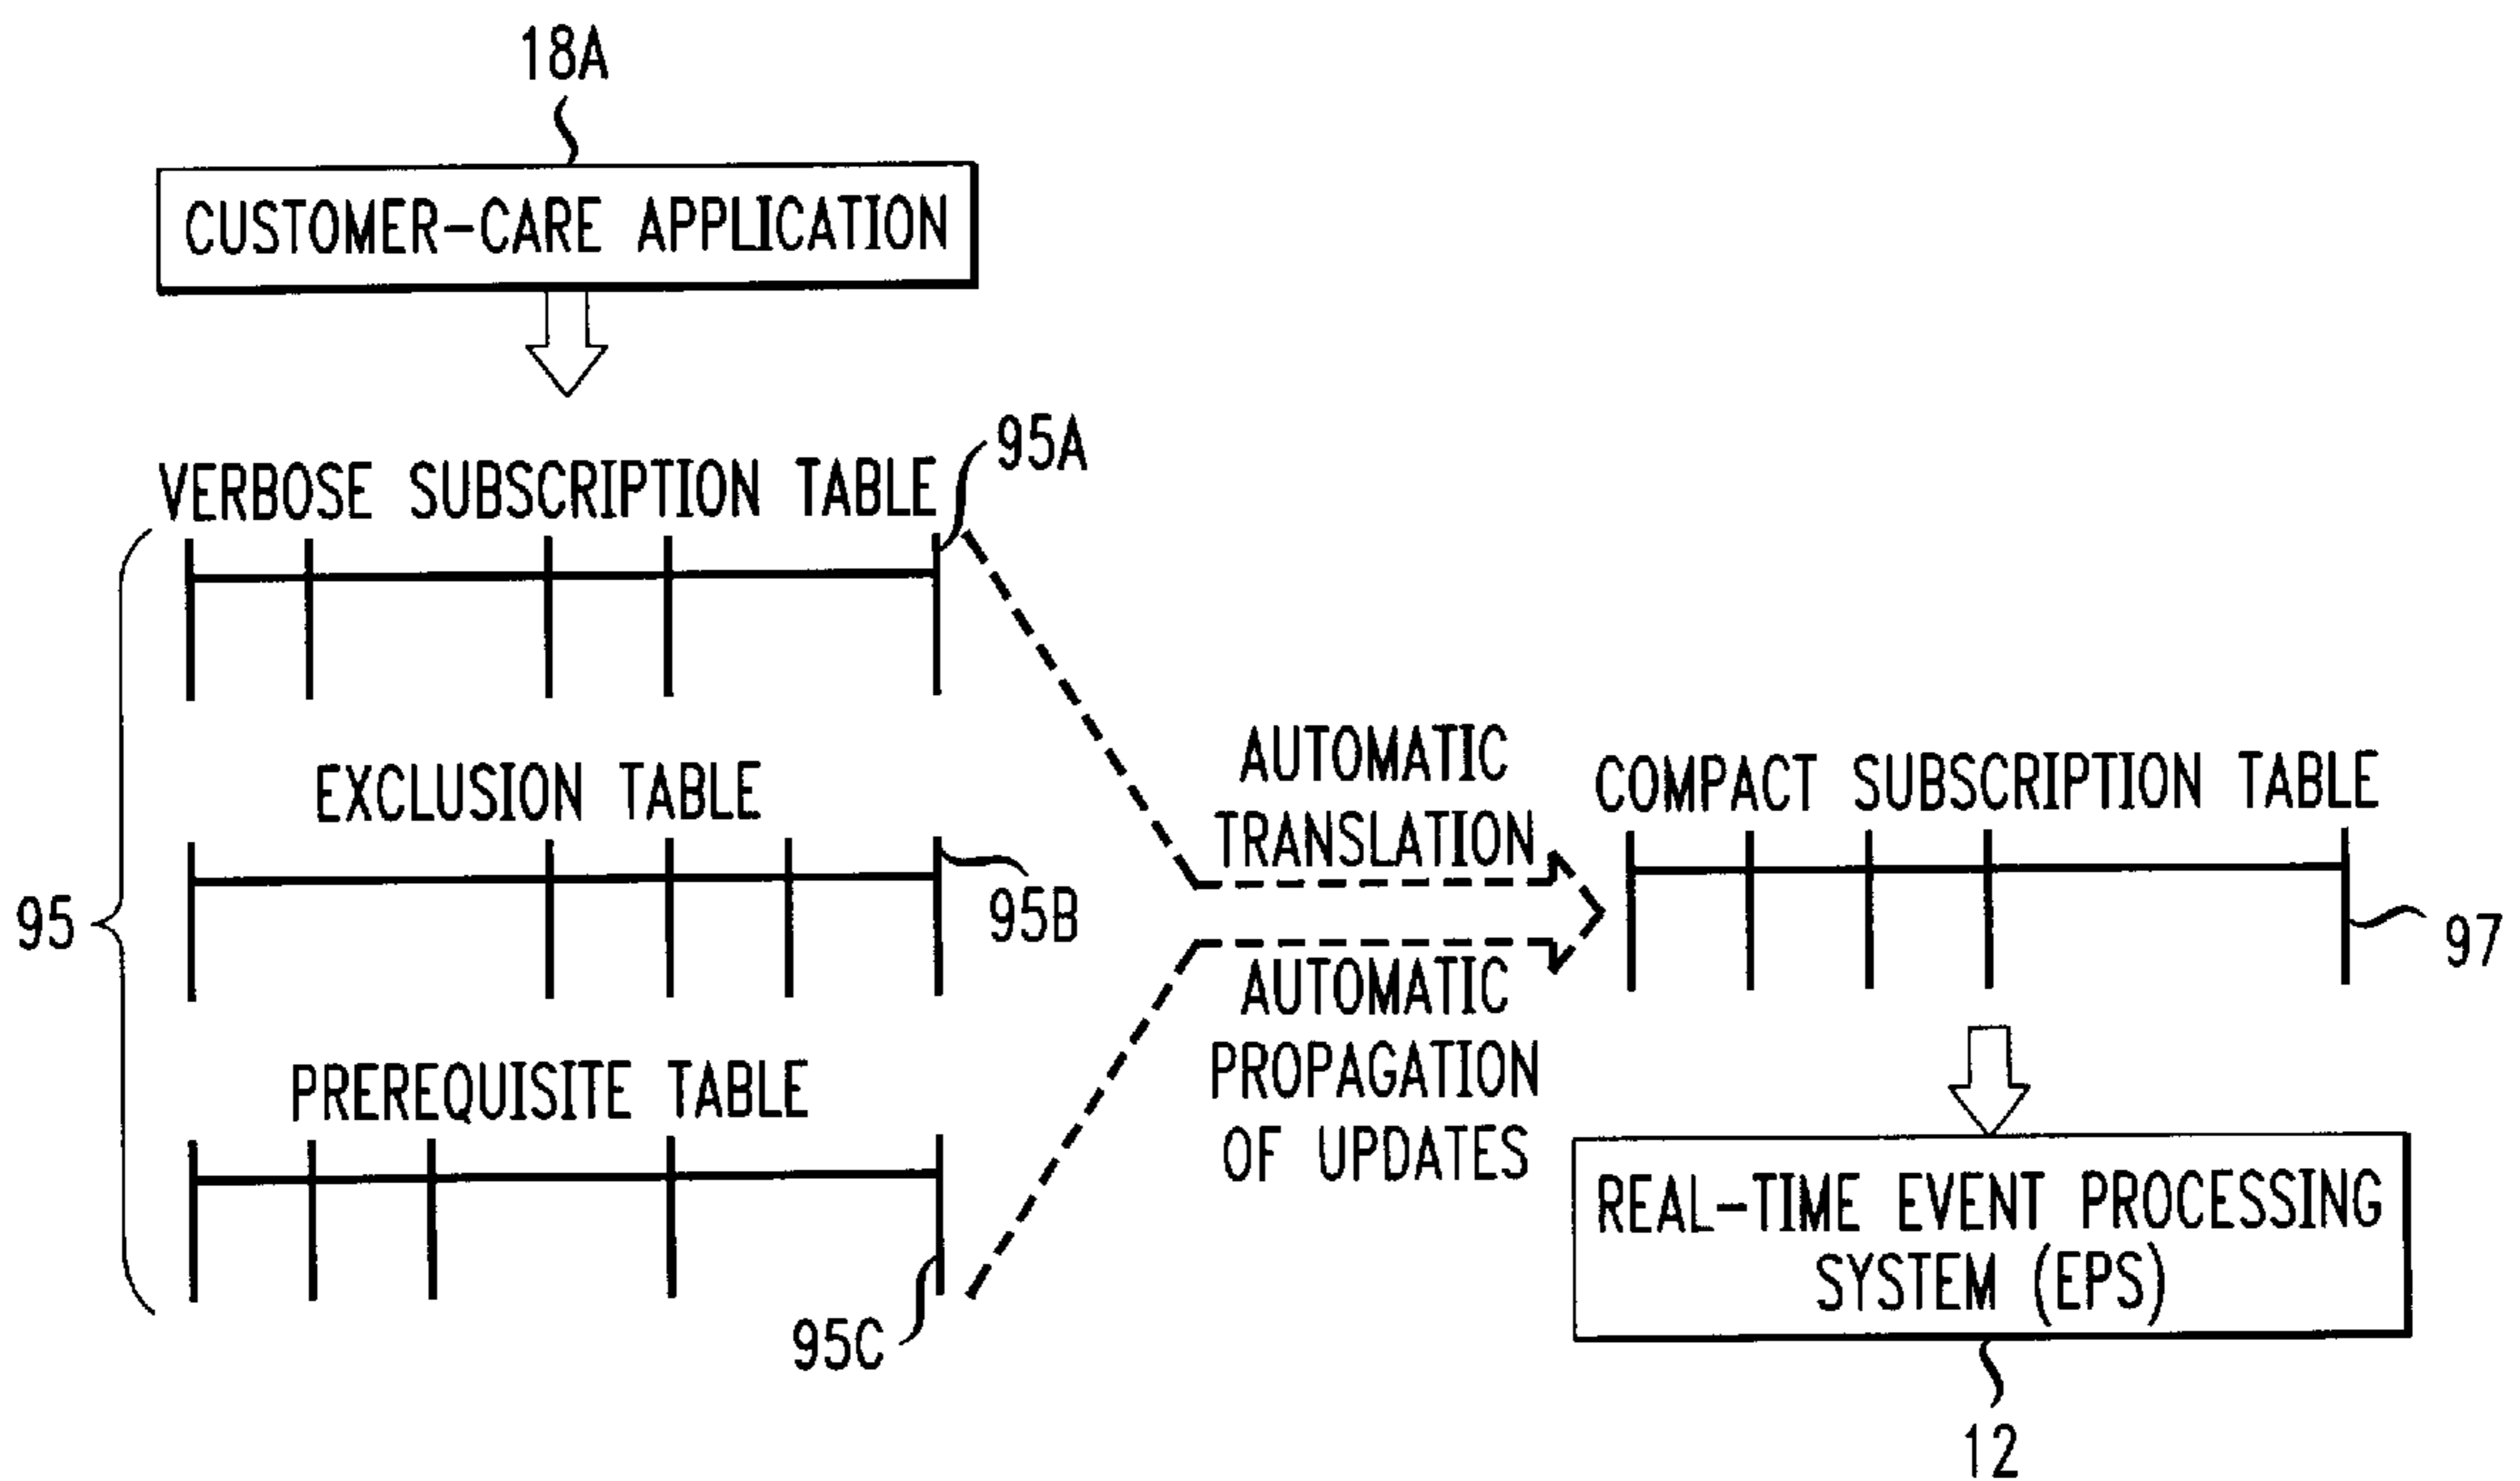 18A
CUSTOMER-CARE APPLICATION
VERBOSE SUBSCRIPTION TABLE
95A
EXCLUSION TABLE
95B
95
PREREQUISITE TABLE
95C
AUTOMATIC
TRANSLATION
AUTOMATIC
PROPAGATION
OF UPDATES
COMPACT SUBSCRIPTION TABLE
97
REAL-TIME EVENT PROCESSING
SYSTEM (EPS)
12